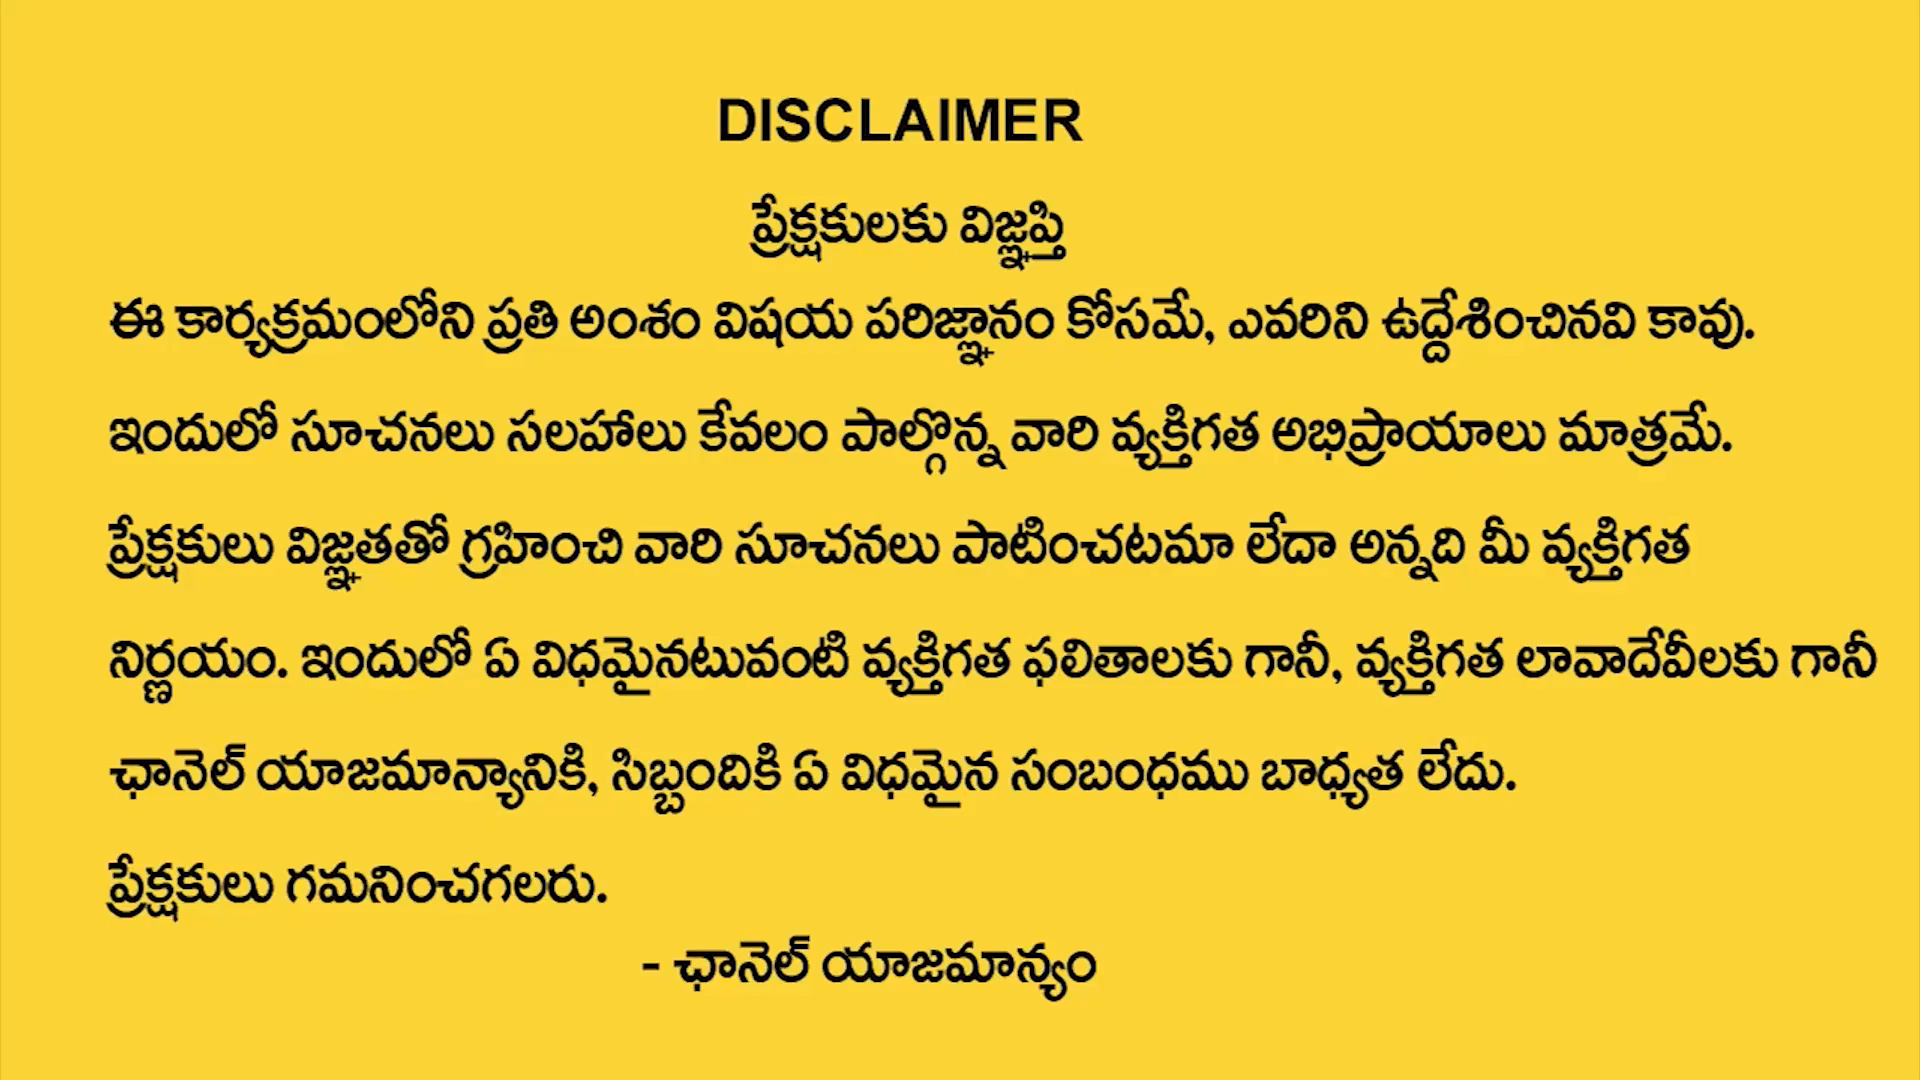 DISCLAIMER
ప్రేక్షకులకు విజ్ఞప్తి
ఈ కార్యక్రమంలోని ప్రతి అంశం విషయ పరిజ్ఞానం కోసమే, ఎవరిని ఉద్దేశించినవి కావు.
ఇందులో సూచనలు సలహాలు కేవలం పాల్గొన్న వారి వ్యక్తిగత అభిప్రాయాలు మాత్రమే.
ప్రేక్షకులు విజ్ఞతతో గ్రహించి వారి సూచనలు పాటించటమా లేదా అన్నది మీ వ్యక్తిగత
నిర్ణయం. ఇందులో ఏ విధమైనటువంటి వ్యక్తిగత ఫలితాలకు గానీ, వ్యక్తిగత లావాదేవీలకు గానీ
ఛానెల్ యాజమాన్యానికి, సిబ్బందికి ఏ విధమైన సంబంధము బాధ్యత లేదు.
ప్రేక్షకులు గమనించగలరు.
- ఛానెల్ యాజమాన్యం